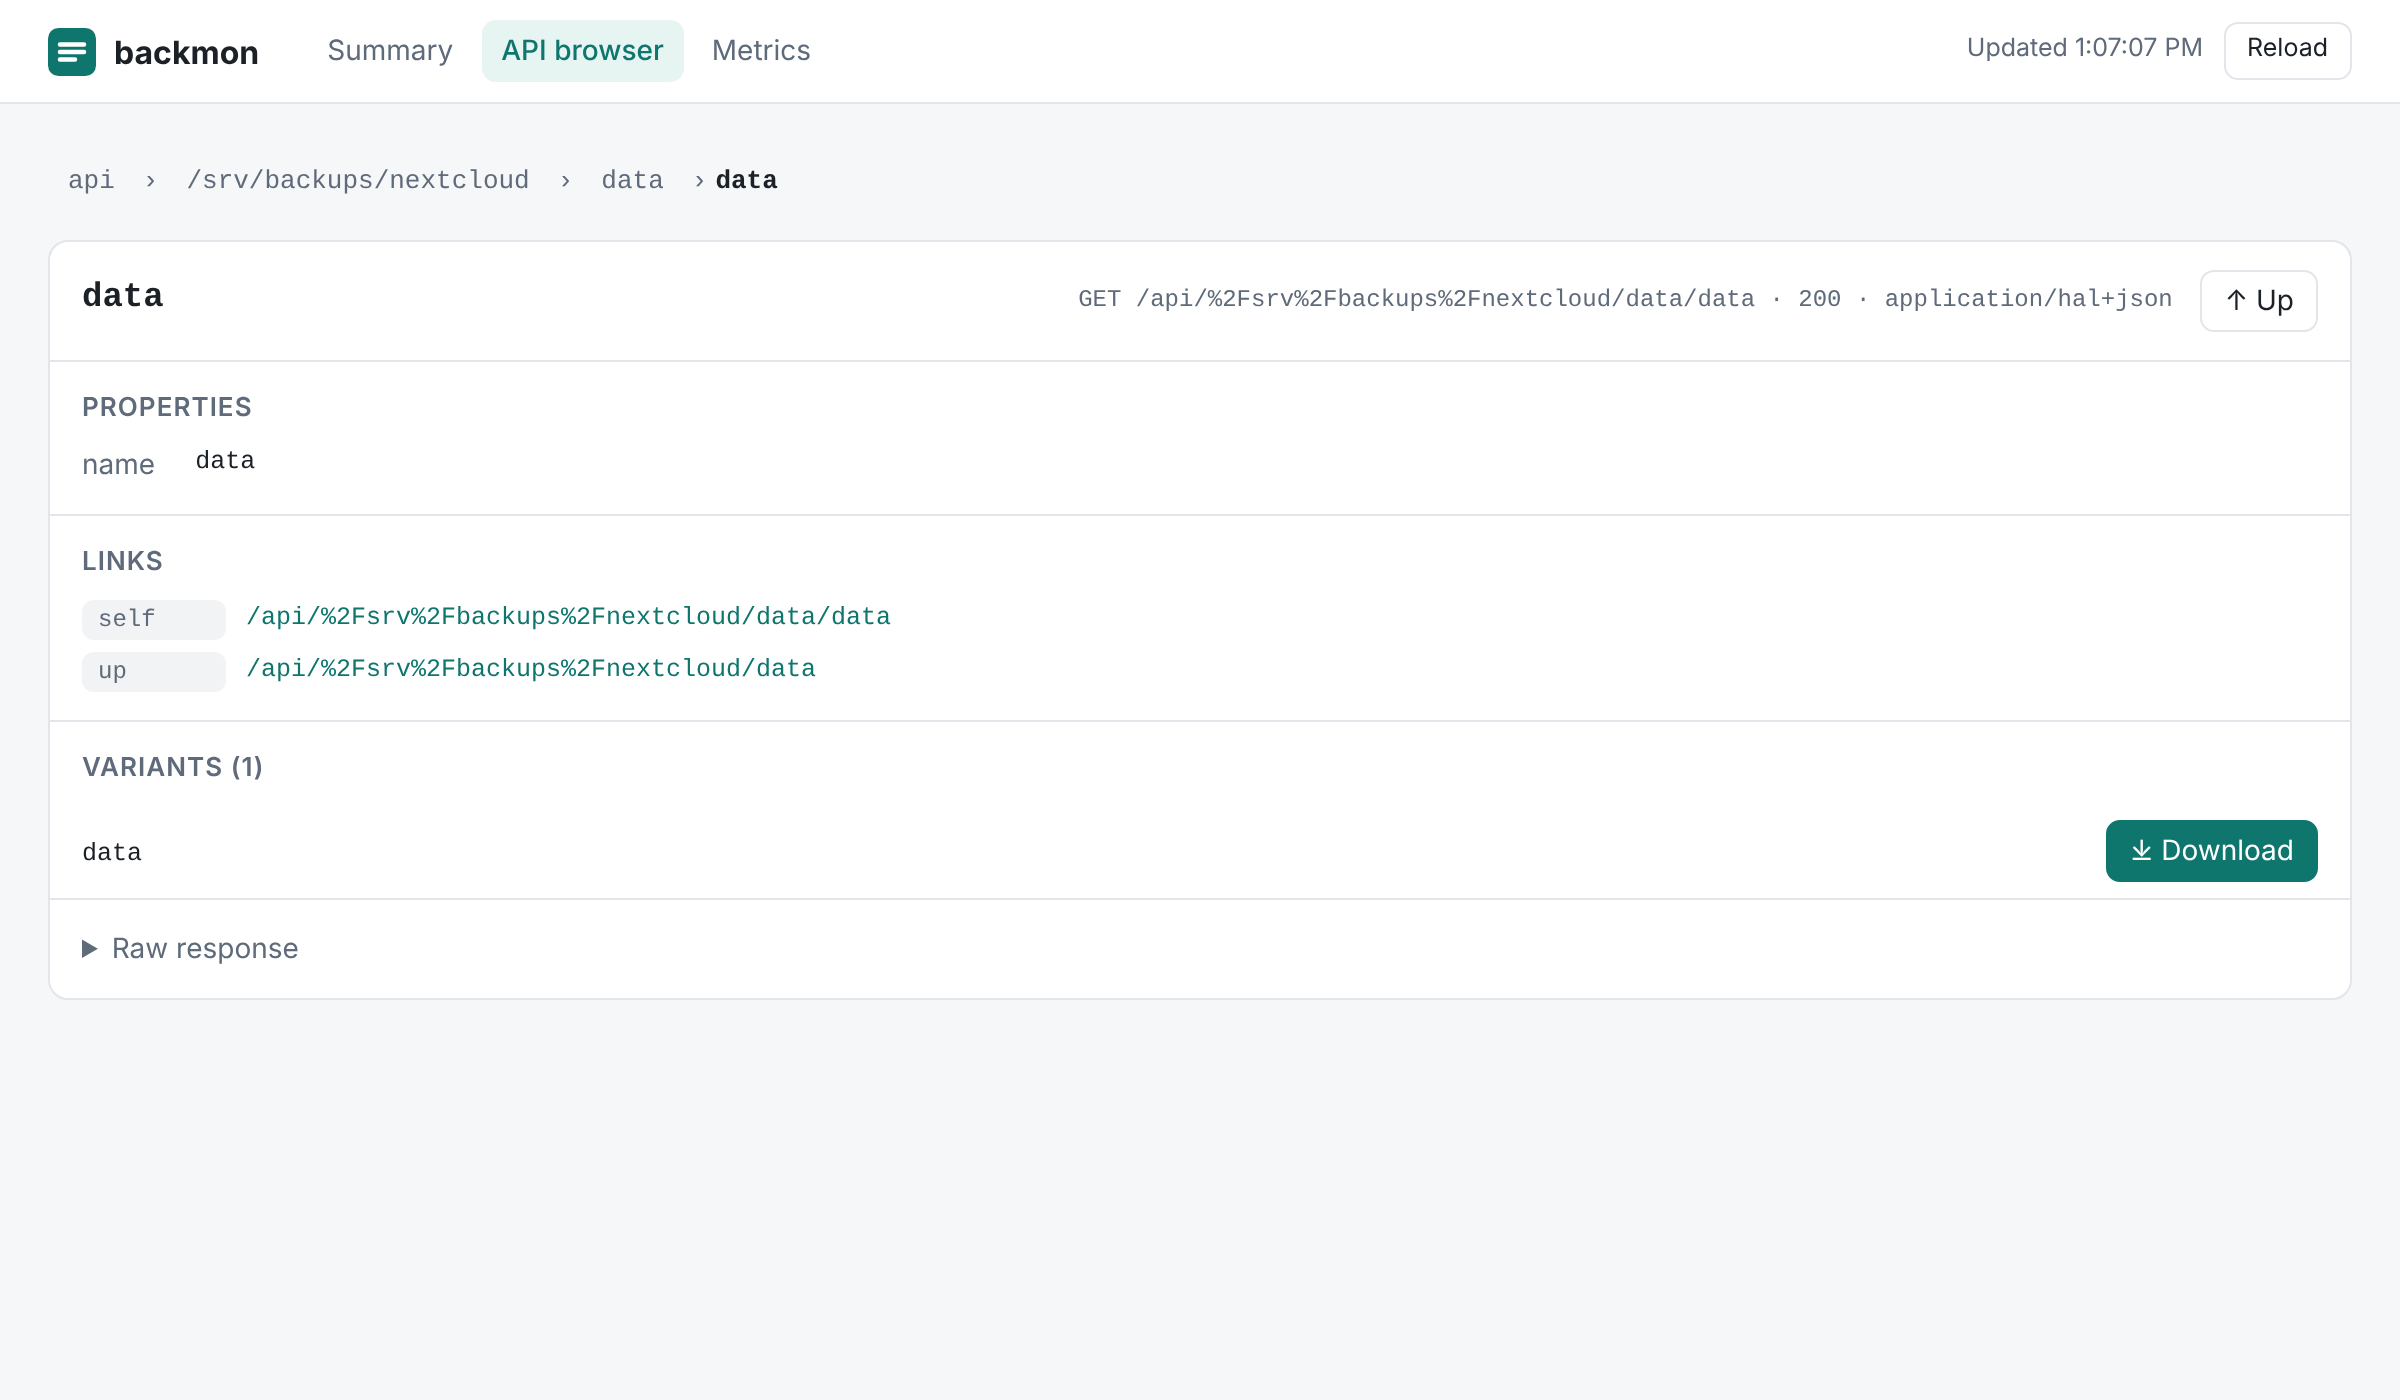 backmon Summary API browser Metrics Updated 1:07:07 PM Reload
api › /srv/backups/nextcloud › data › data
data GET /api/%2Fsrv%2Fbackups%2Fnextcloud/data/data · 200 · application/hal+json ↑ Up
PROPERTIES
name data
LINKS
self /api/%2Fsrv%2Fbackups%2Fnextcloud/data/data
up /api/%2Fsrv%2Fbackups%2Fnextcloud/data
VARIANTS (1)
data Download
Raw response